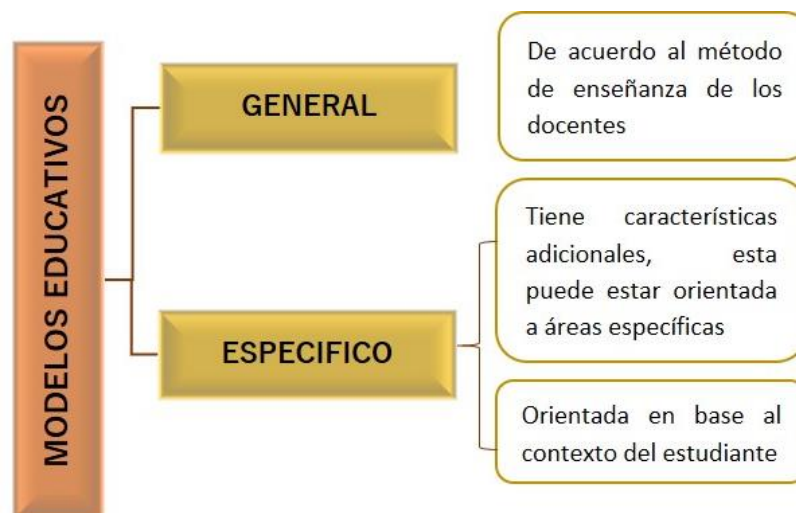 MODELOS EDUCATIVOS
GENERAL
De acuerdo al método
de enseñanza de los
docentes
ESPECIFICO
Tiene características
adicionales, esta
puede estar orientada
a áreas específicas
Orientada en base al
contexto del estudiante